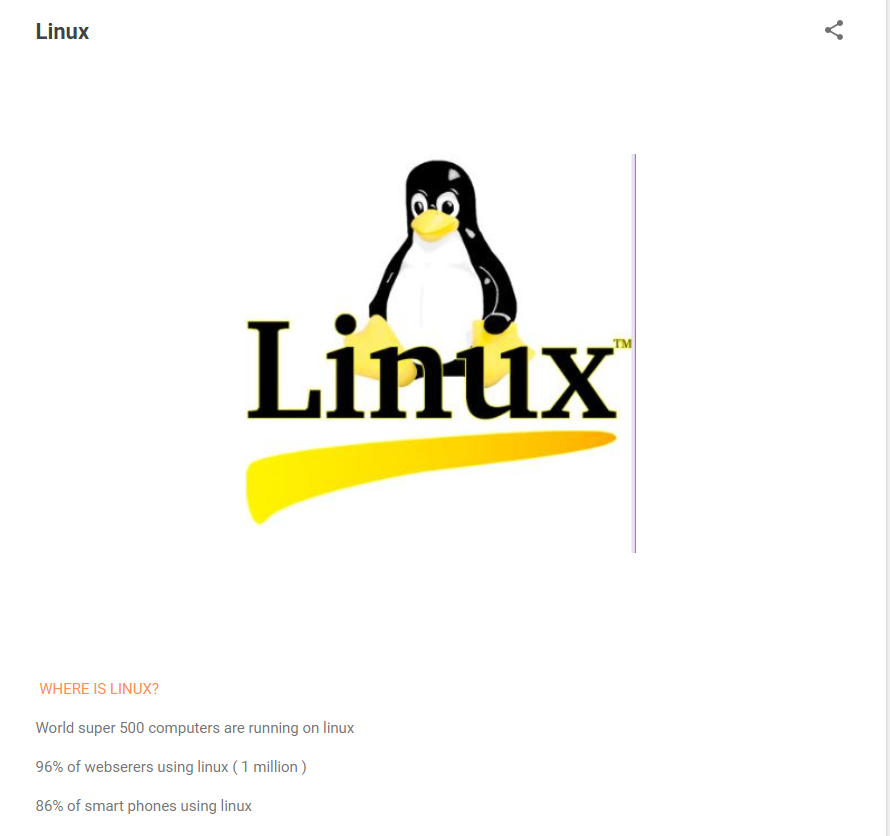 Linux
Linux™
WHERE IS LINUX?
World super 500 computers are running on linux
96% of webserers using linux ( 1 million )
86% of smart phones using linux